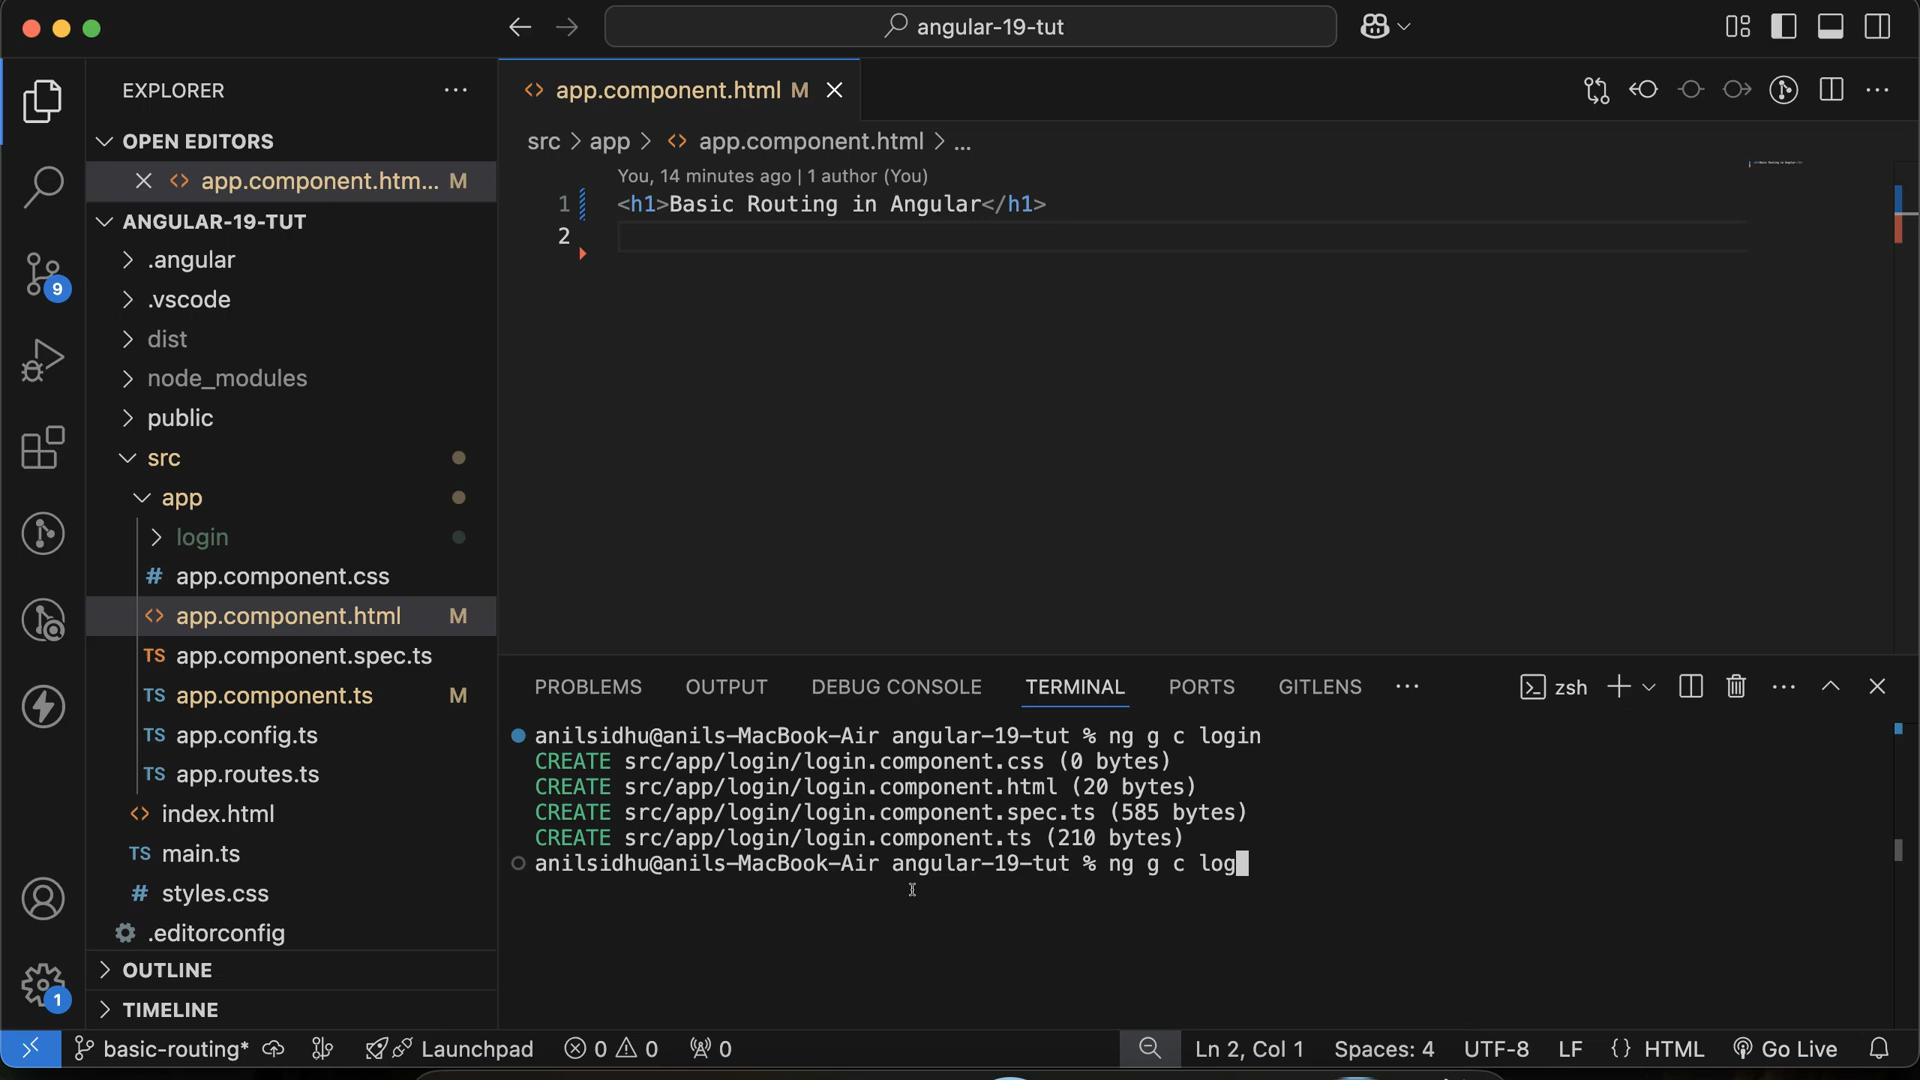 angular-19-tut
EXPLORER
OPEN EDITORS
app.component.htm... M
ANGULAR-19-TUT
.angular
.vscode
dist
node_modules
public
src
app
login
# app.component.css
<> app.component.html M
TS app.component.spec.ts
TS app.component.ts M
TS app.config.ts
TS app.routes.ts
<> index.html
TS main.ts
# styles.css
.editorconfig
OUTLINE
TIMELINE
9
1
<> app.component.html M
src > app > <> app.component.html > ...
You, 14 minutes ago | 1 author (You)
1 <h1>Basic Routing in Angular</h1>
2
PROBLEMS OUTPUT DEBUG CONSOLE TERMINAL PORTS GITLENS ... zsh
anilsidhu@anils-MacBook-Air angular-19-tut % ng g c login
CREATE src/app/login/login.component.css (0 bytes)
CREATE src/app/login/login.component.html (20 bytes)
CREATE src/app/login/login.component.spec.ts (585 bytes)
CREATE src/app/login/login.component.ts (210 bytes)
anilsidhu@anils-MacBook-Air angular-19-tut % ng g c log
basic-routing* Launchpad 0 0 0 Ln 2, Col 1 Spaces: 4 UTF-8 LF {} HTML Go Live